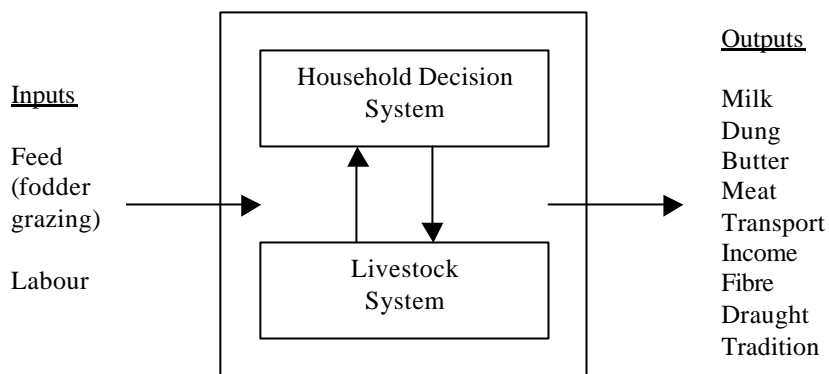 Inputs
Feed
(fodder
grazing)
Labour
Household Decision
System
Livestock
System
Outputs
Milk
Dung
Butter
Meat
Transport
Income
Fibre
Draught
Tradition